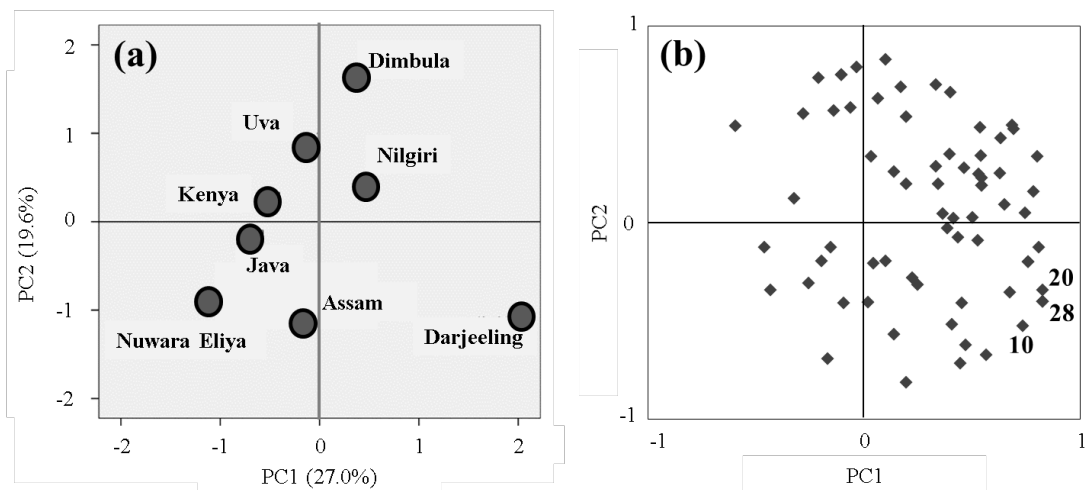 (a)
2
1
0
-1
-2
PC2 (19.6%)
Dimbula
Uva
Nilgiri
Kenya
Java
Assam
Nuwara Eliya
Darjeeling
-2
-1
0
1
2
PC1 (27.0%)
(b)
1
0
-1
PC2
20
28
10
-1
0
1
PC1